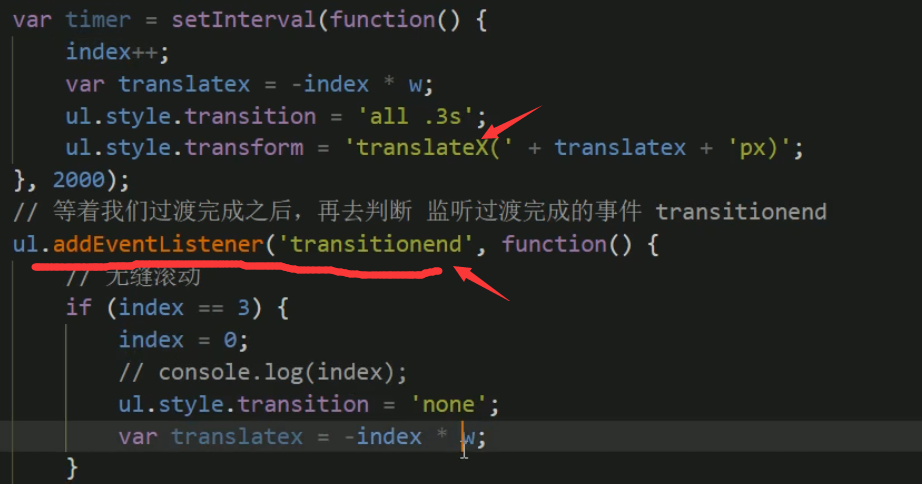 var timer = setInterval(function() {
index++;
var translatex = -index * w;
ul.style.transition = 'all .3s';
ul.style.transform = 'translateX(' + translatex + 'px)';
}, 2000);
// 等着我们过渡完成之后，再去判断 监听过渡完成的事件 transitionend
ul.addEventListener('transitionend', function() {
// 无缝滚动
if (index == 3) {
index = 0;
// console.log(index);
ul.style.transition = 'none';
var translatex = -index * w;
}